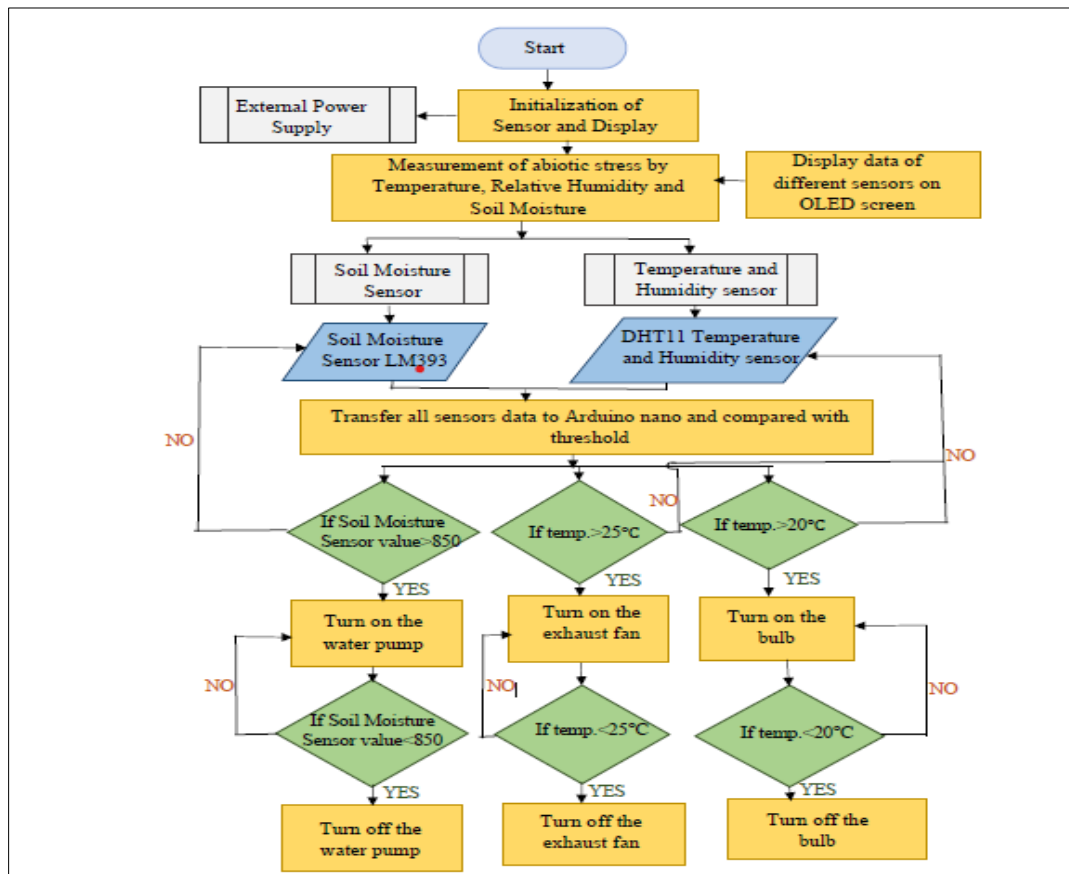 Start
External Power
Supply
Initialization of
Sensor and Display
Measurement of abiotic stress by
Temperature, Relative Humidity and
Soil Moisture
Display data of
different sensors on
OLED screen
Soil Moisture
Sensor
Temperature and
Humidity sensor
Soil Moisture
Sensor LM393
DHT11 Temperature
and Humidity sensor
Transfer all sensors data to Arduino nano and compared with
threshold
NO
NO
NO
If Soil Moisture
Sensor value>850
If temp.>25°C
If temp.>20°C
YES
YES
YES
Turn on the
water pump
Turn on the
exhaust fan
Turn on the
bulb
NO
NO
NO
If Soil Moisture
Sensor value<850
If temp.<25°C
If temp.<20°C
YES
YES
YES
Turn off the
water pump
Turn off the
exhaust fan
Turn off the
bulb